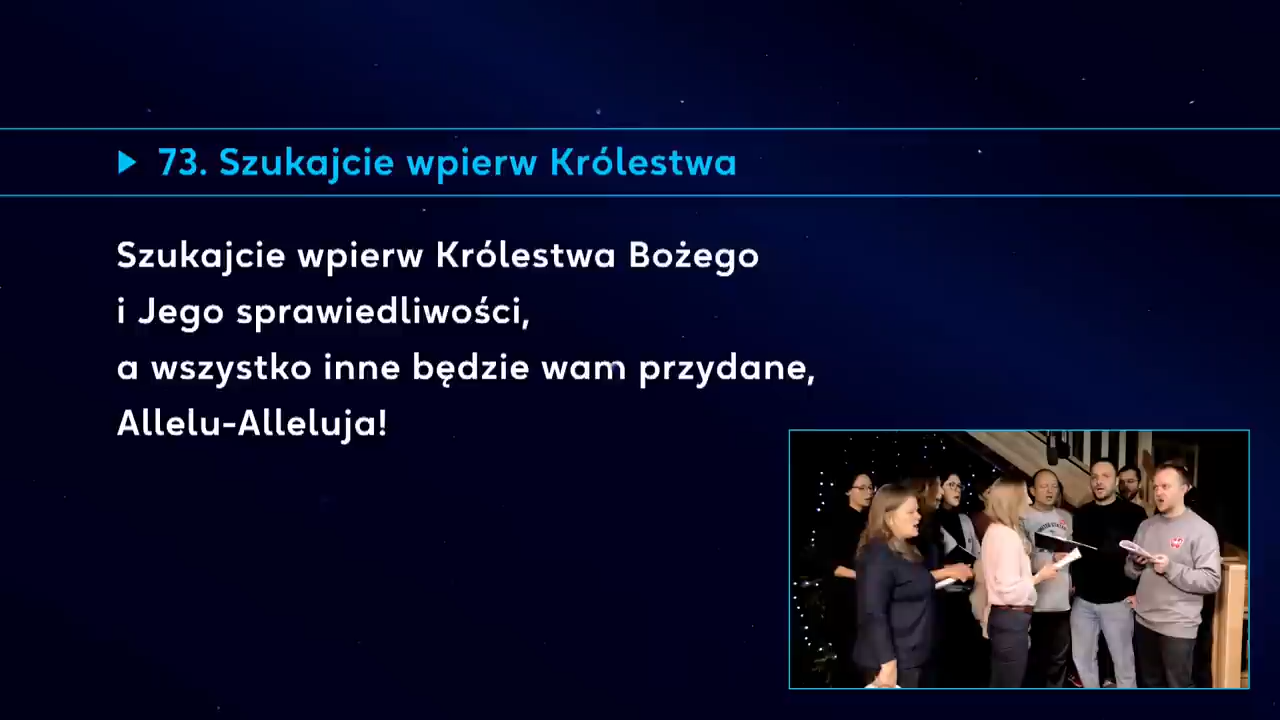 73. Szukajcie wpierw Królestwa
Szukajcie wpierw Królestwa Bożego
i Jego sprawiedliwości,
a wszystko inne będzie wam przydane,
Allelu-Alleluja!